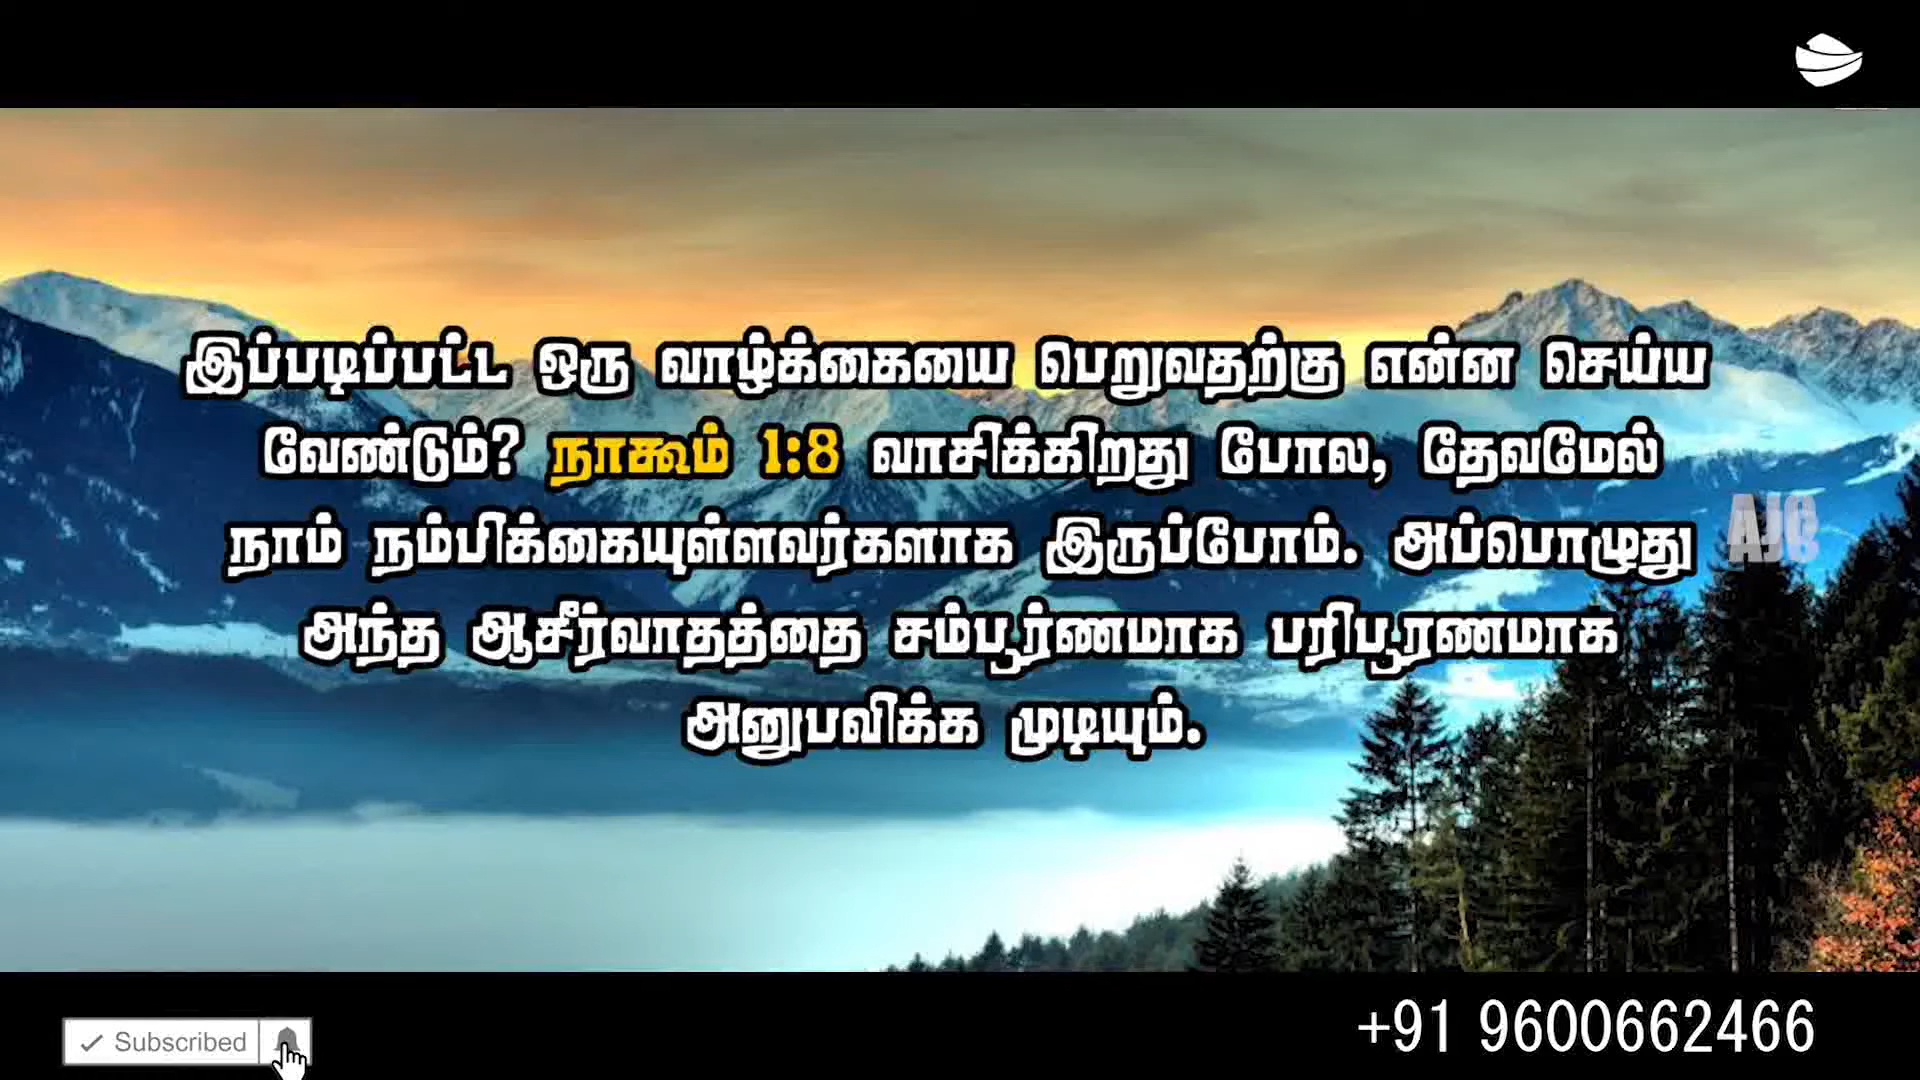 இப்படிப்பட்ட ஒரு வாழ்க்கையை பெறுவதற்கு என்ன செய்ய
வேண்டும்? நாகூம் 1:8 வாசிக்கிறது போல, தேவமேல்
நாம் நம்பிக்கையுள்ளவர்களாக இருப்போம். அப்பொழுது
அந்த ஆசீர்வாதத்தை சம்பூர்ணமாக பரிபூரணமாக
அனுபவிக்க முடியும்.
AJC
Subscribed
+91 9600662466